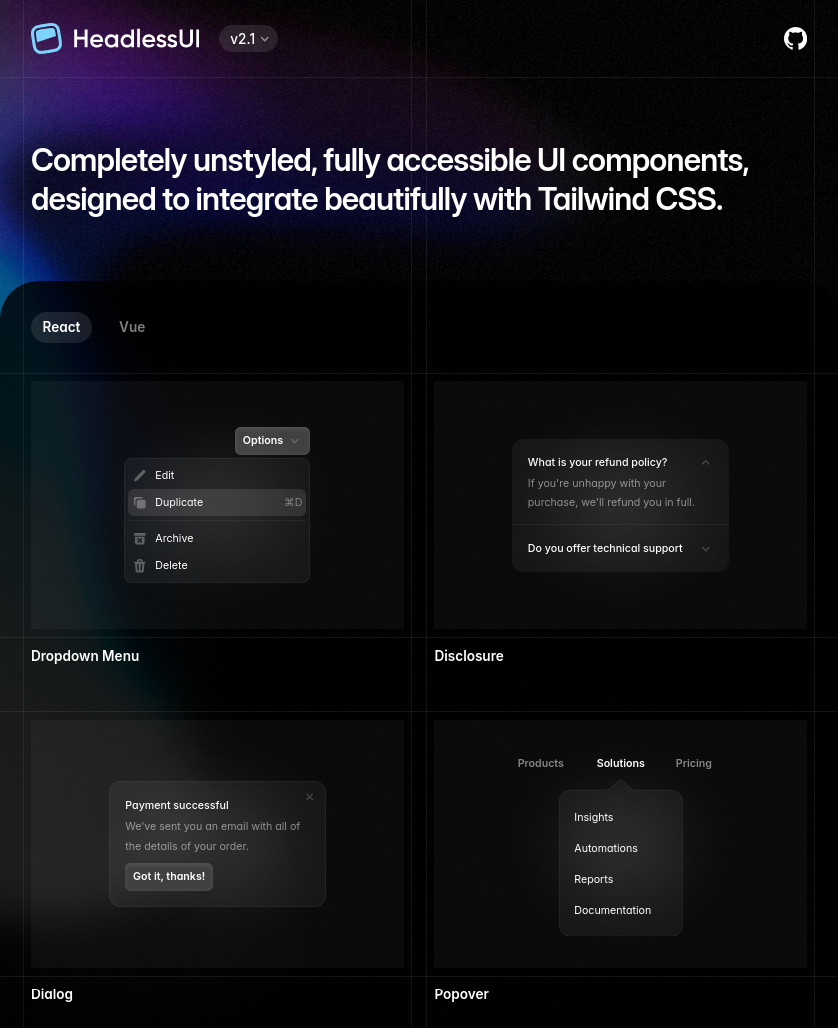 HeadlessUI v2.1
Completely unstyled, fully accessible UI components,
designed to integrate beautifully with Tailwind CSS.
React Vue
Options
Edit
Duplicate ⌘D
Archive
Delete
Dropdown Menu
What is your refund policy?
If you're unhappy with your
purchase, we'll refund you in full.
Do you offer technical support
Disclosure
Payment successful
We've sent you an email with all of
the details of your order.
Got it, thanks!
Dialog
Products Solutions Pricing
Insights
Automations
Reports
Documentation
Popover